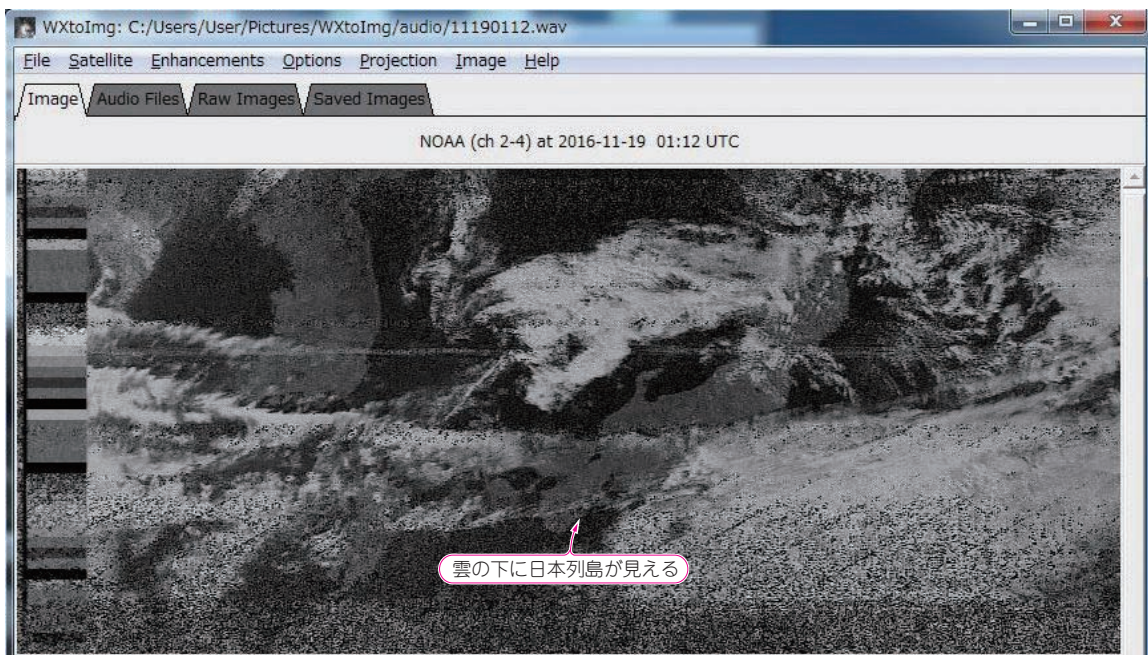 WXtoImg: C:/Users/User/Pictures/WXtoImg/audio/11190112.wav
File Satellite Enhancements Options Projection Image Help
Image Audio Files Raw Images Saved Images
NOAA (ch 2-4) at 2016-11-19 01:12 UTC
雲の下に日本列島が見える